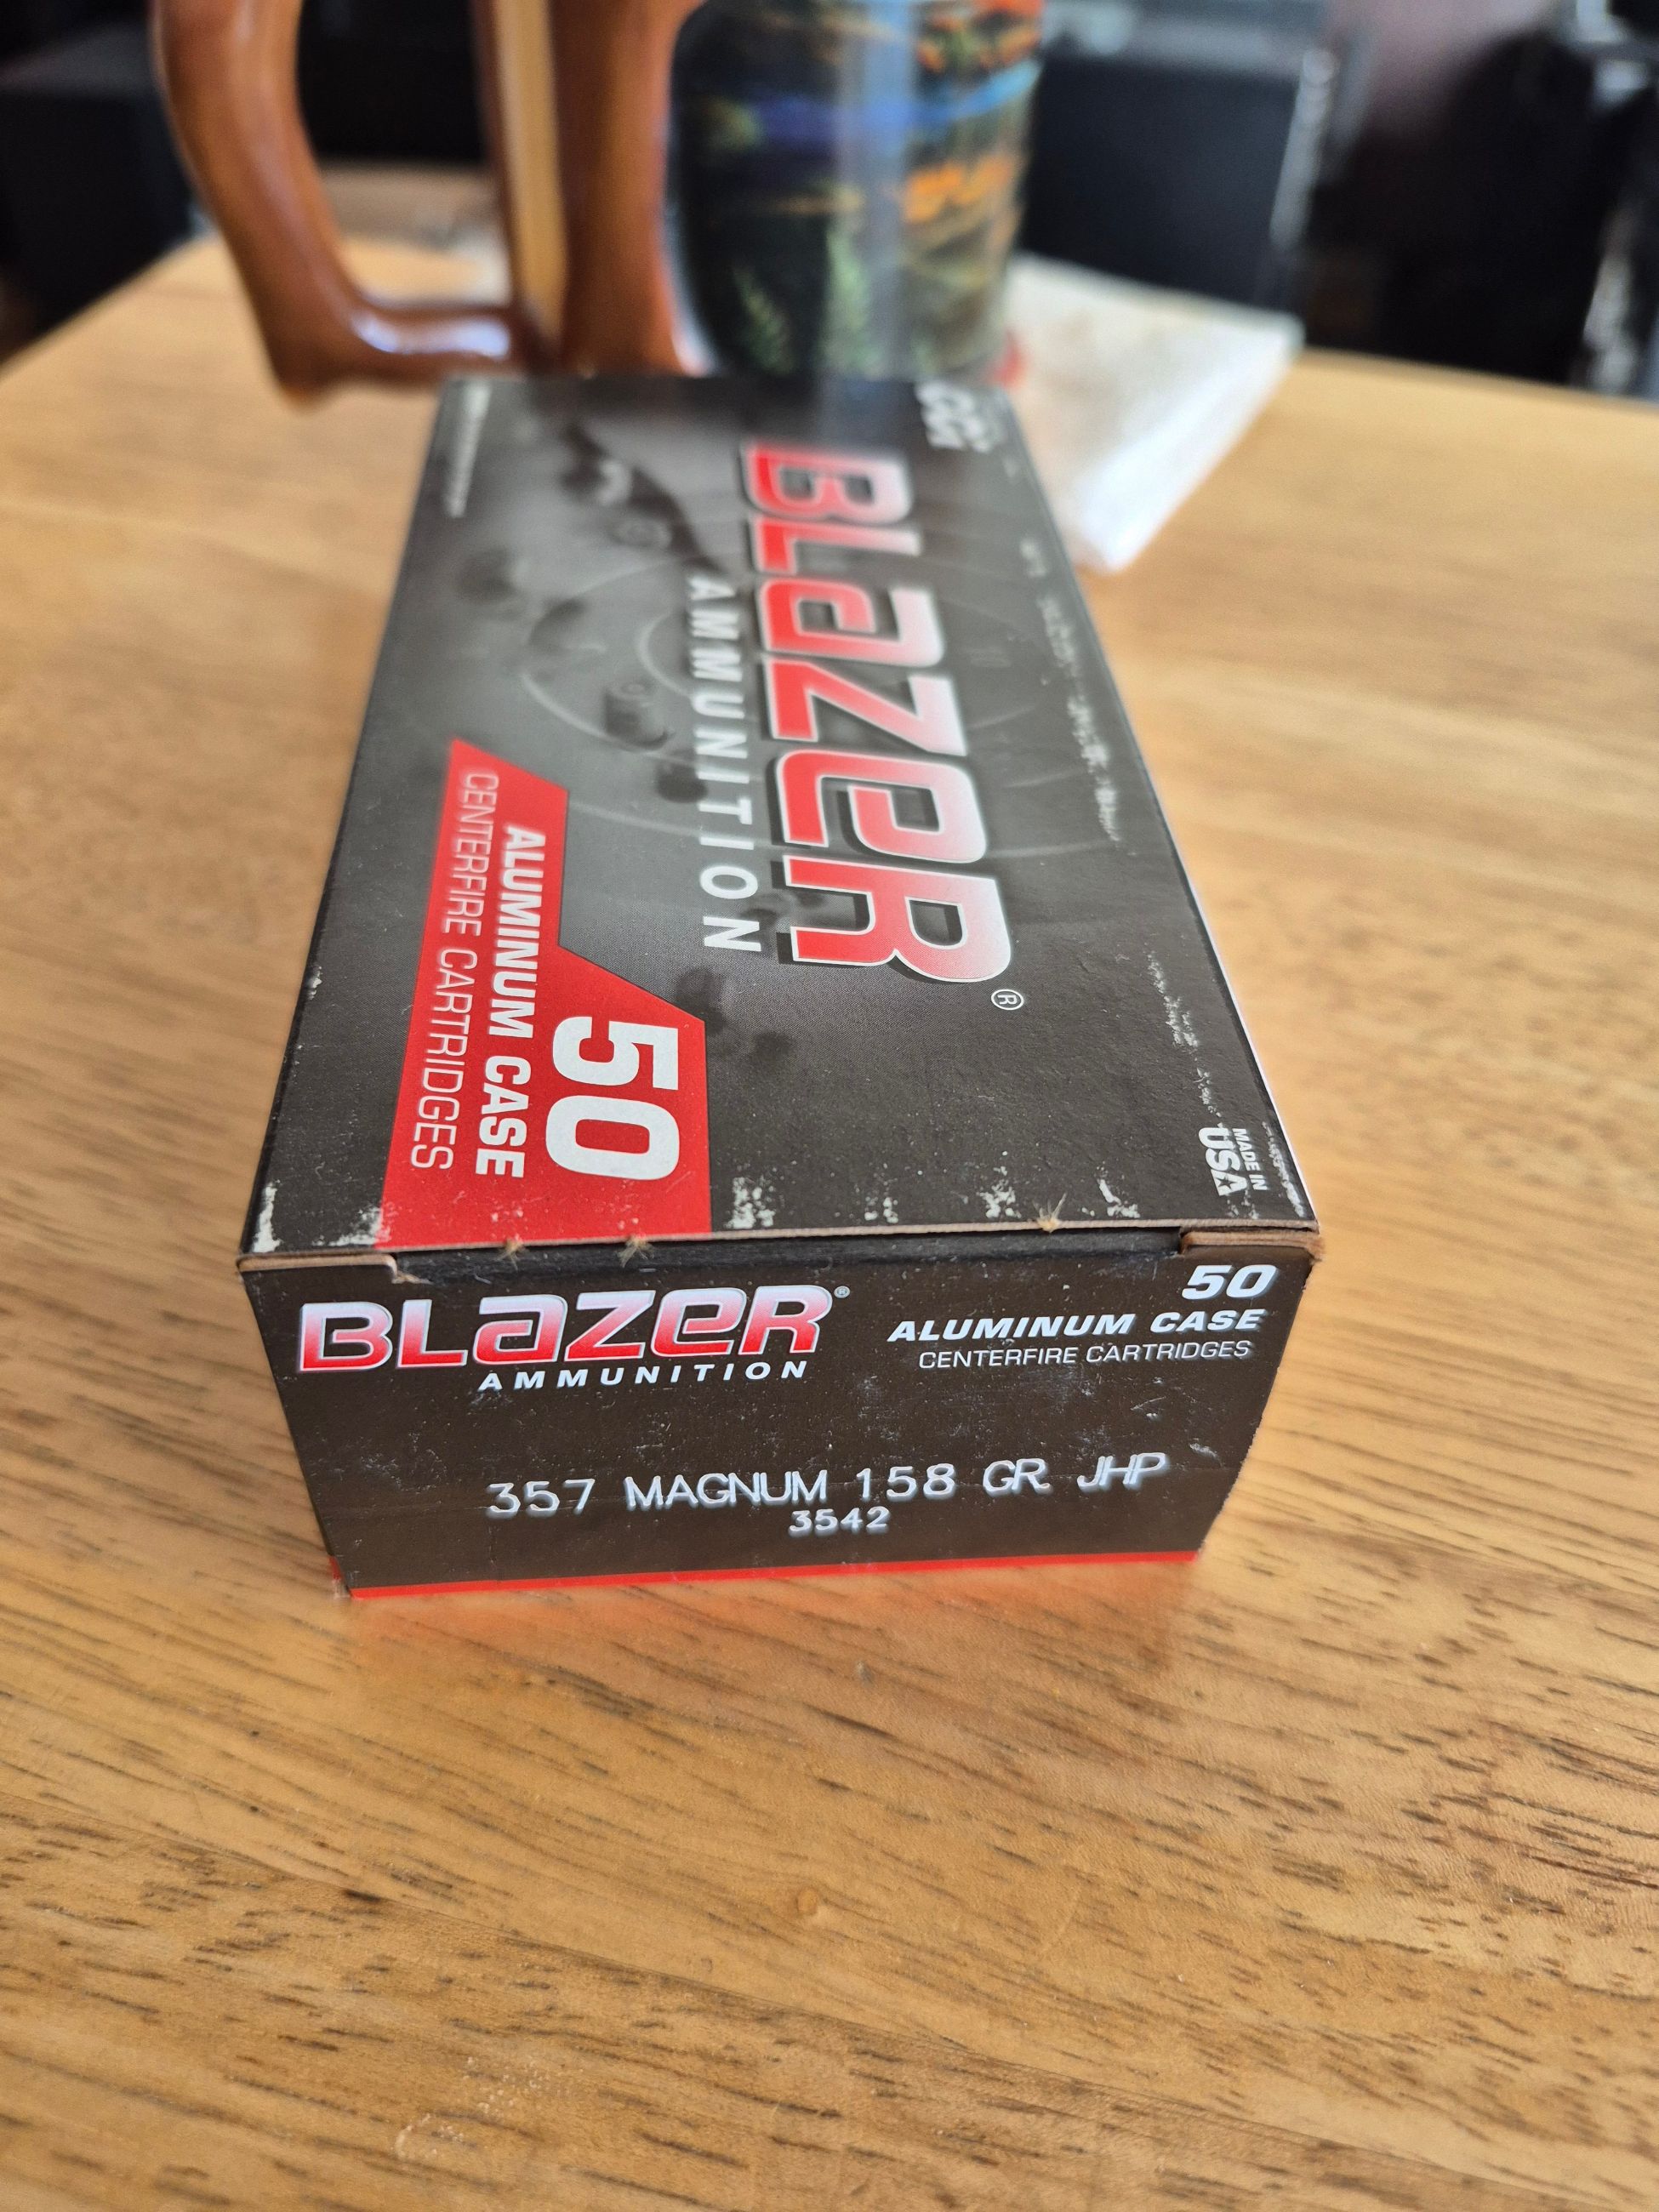 CCI
BLaZeR®
AMMUNITION
50
ALUMINUM CASE
CENTERFIRE CARTRIDGES
MADE IN
USA
BLaZeR®
AMMUNITION
50
ALUMINUM CASE
CENTERFIRE CARTRIDGES
357 MAGNUM 158 GR JHP
3542